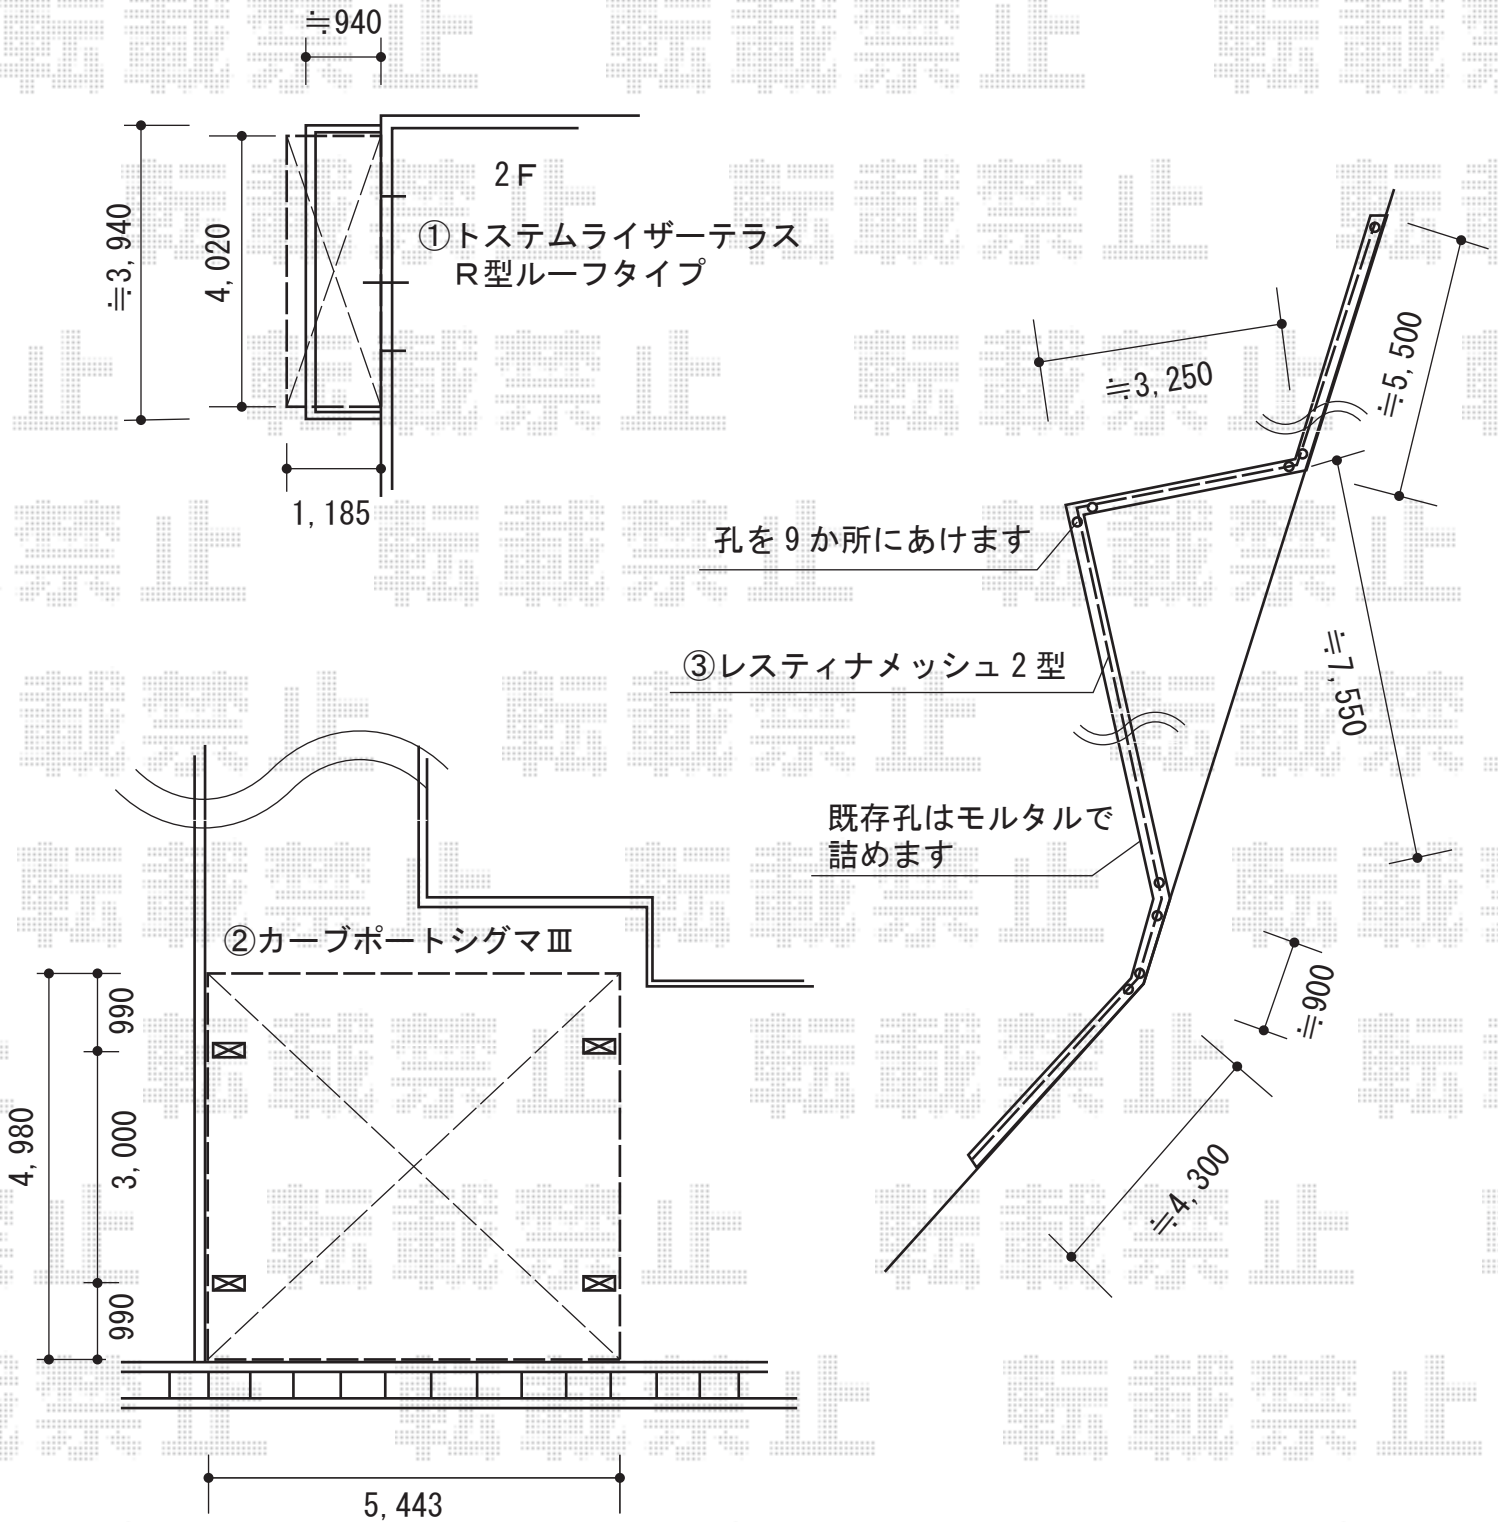 ≒940
2F
①トステムライザーテラス
R型ルーフタイプ
≒3,940
4,020
1,185
≒3,250
≒5,500
孔を9か所にあけます
③レスティナメッシュ2型
≒7,550
既存孔はモルタルで
詰めます
②カーブポートシグマⅢ
990
3,000
4,980
990
≒900
≒4,300
5,443
転載禁止